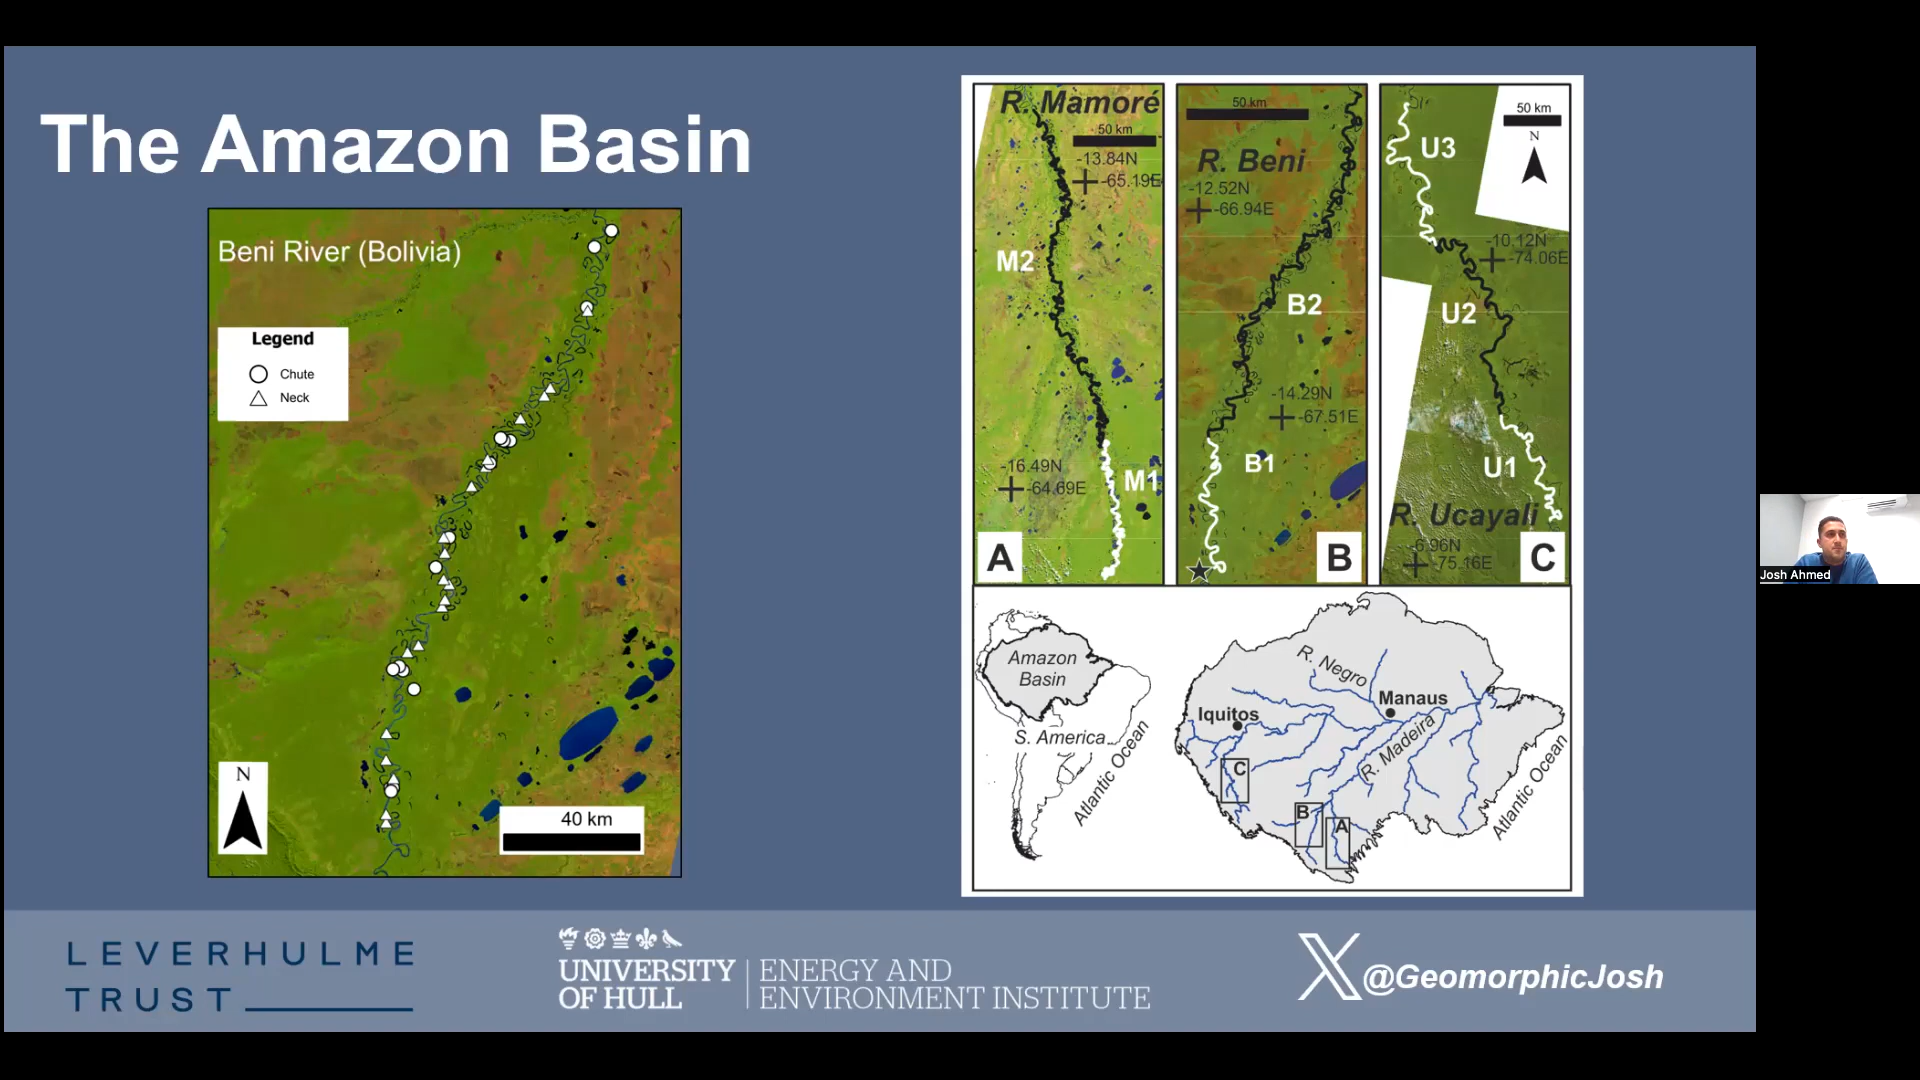 The Amazon Basin
Beni River (Bolivia)
Legend
Chute
Neck
N
40 km
R. Mamoré
50 km
-13.84N
-65.19E
M2
-16.49N
-64.69E
M1
A
50 km
R. Beni
-12.52N
-66.94E
B2
-14.29N
-67.51E
B1
B
50 km
N
U3
-10.12N
-74.06E
U2
U1
R. Ucayali
-6.96N
-75.16E
C
Amazon
Basin
S. America
Atlantic Ocean
R. Negro
Manaus
Iquitos
R. Madeira
C
B
A
Atlantic Ocean
Josh Ahmed
LEVERHULME
TRUST
UNIVERSITY
OF HULL
ENERGY AND
ENVIRONMENT INSTITUTE
@GeomorphicJosh